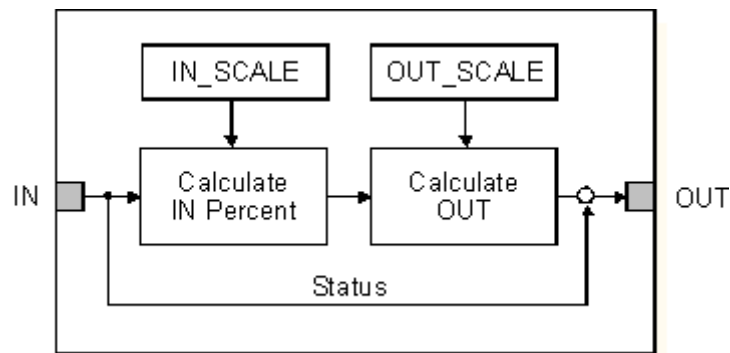 IN_SCALE
OUT_SCALE
IN
Calculate
IN Percent
Calculate
OUT
OUT
Status